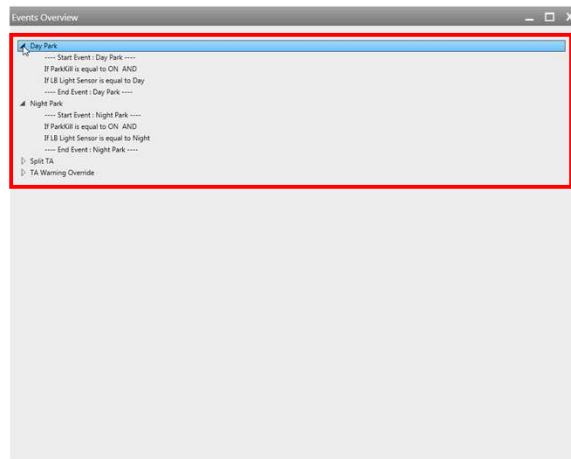 Events Overview
Day Park
---- Start Event : Day Park ----
If ParkKill is equal to ON  AND
If LB Light Sensor is equal to Day
---- End Event : Day Park ----
Night Park
---- Start Event : Night Park ----
If ParkKill is equal to ON  AND
If LB Light Sensor is equal to Night
---- End Event : Night Park ----
Split TA
TA Warning Override